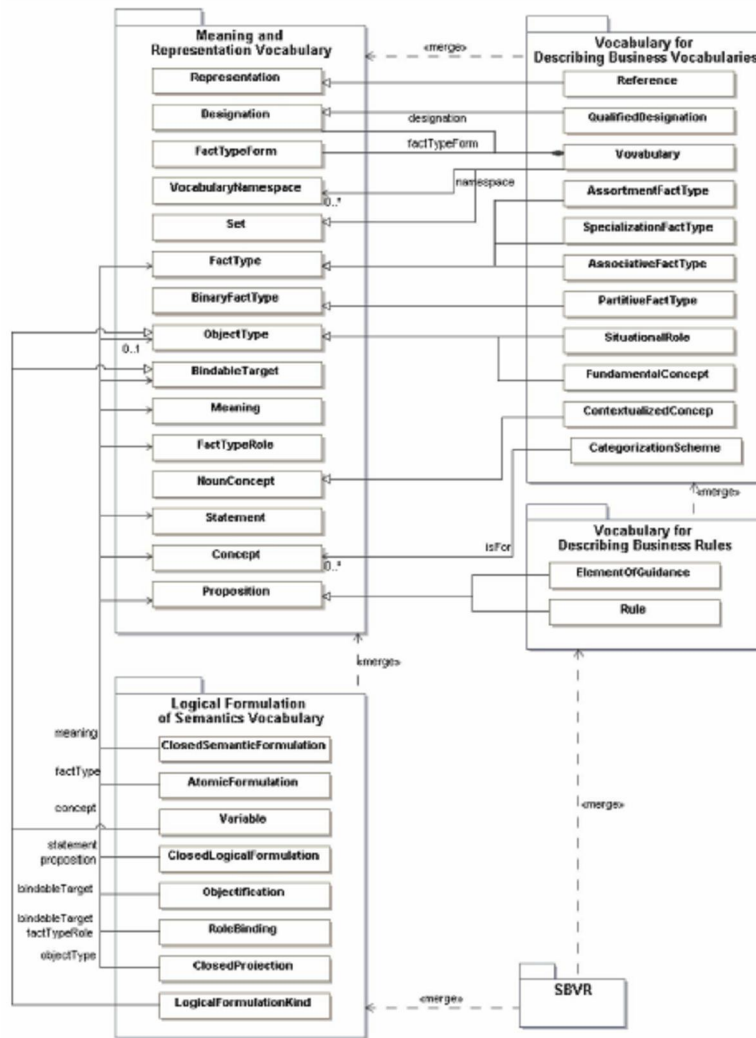 Meaning and
Representation Vocabulary
Representation
Designation
FactTypeForm
VocabularyNamespace
0..*
Set
FactType
BinaryFactType
ObjectType
0..1
BindableTarget
Meaning
FactTypeRole
NounConcept
Statement
Concept
0..*
Proposition
«merge»
designation
factTypeForm
namespace
isFor
Vocabulary for
Describing Business Vocabularies
Reference
QualifiedDesignation
Vovabulary
AssortmentFactType
SpecializationFactType
AssociativeFactType
PartitiveFactType
SituationalRole
FundamentalConcept
ContextualizedConcep
CategorizationScheme
«merge»
Vocabulary for
Describing Business Rules
ElementOfGuidance
Rule
«merge»
Logical Formulation
of Semantics Vocabulary
meaning
ClosedSemanticFormulation
factType
AtomicFormulation
concept
Variable
statement
proposition
ClosedLogicalFormulation
bindableTarget
Objectification
bindableTarget
factTypeRole
RoleBinding
objectType
ClosedProjection
LogicalFormulationKind
«merge»
«merge»
SBVR